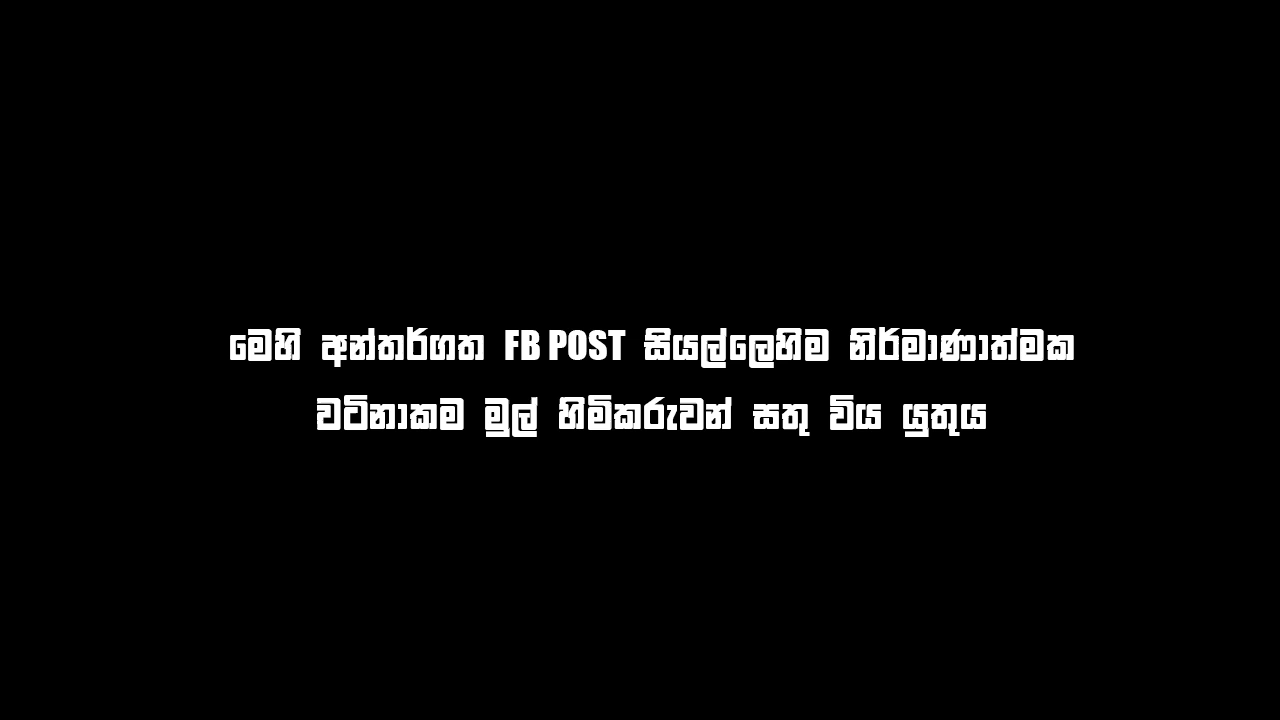 මෙහි අන්තර්ගත FB POST සියල්ලෙහිම නිර්මාණාත්මක
වටිනාකම මුල් හිමිකරුවන් සතු විය යුතුය